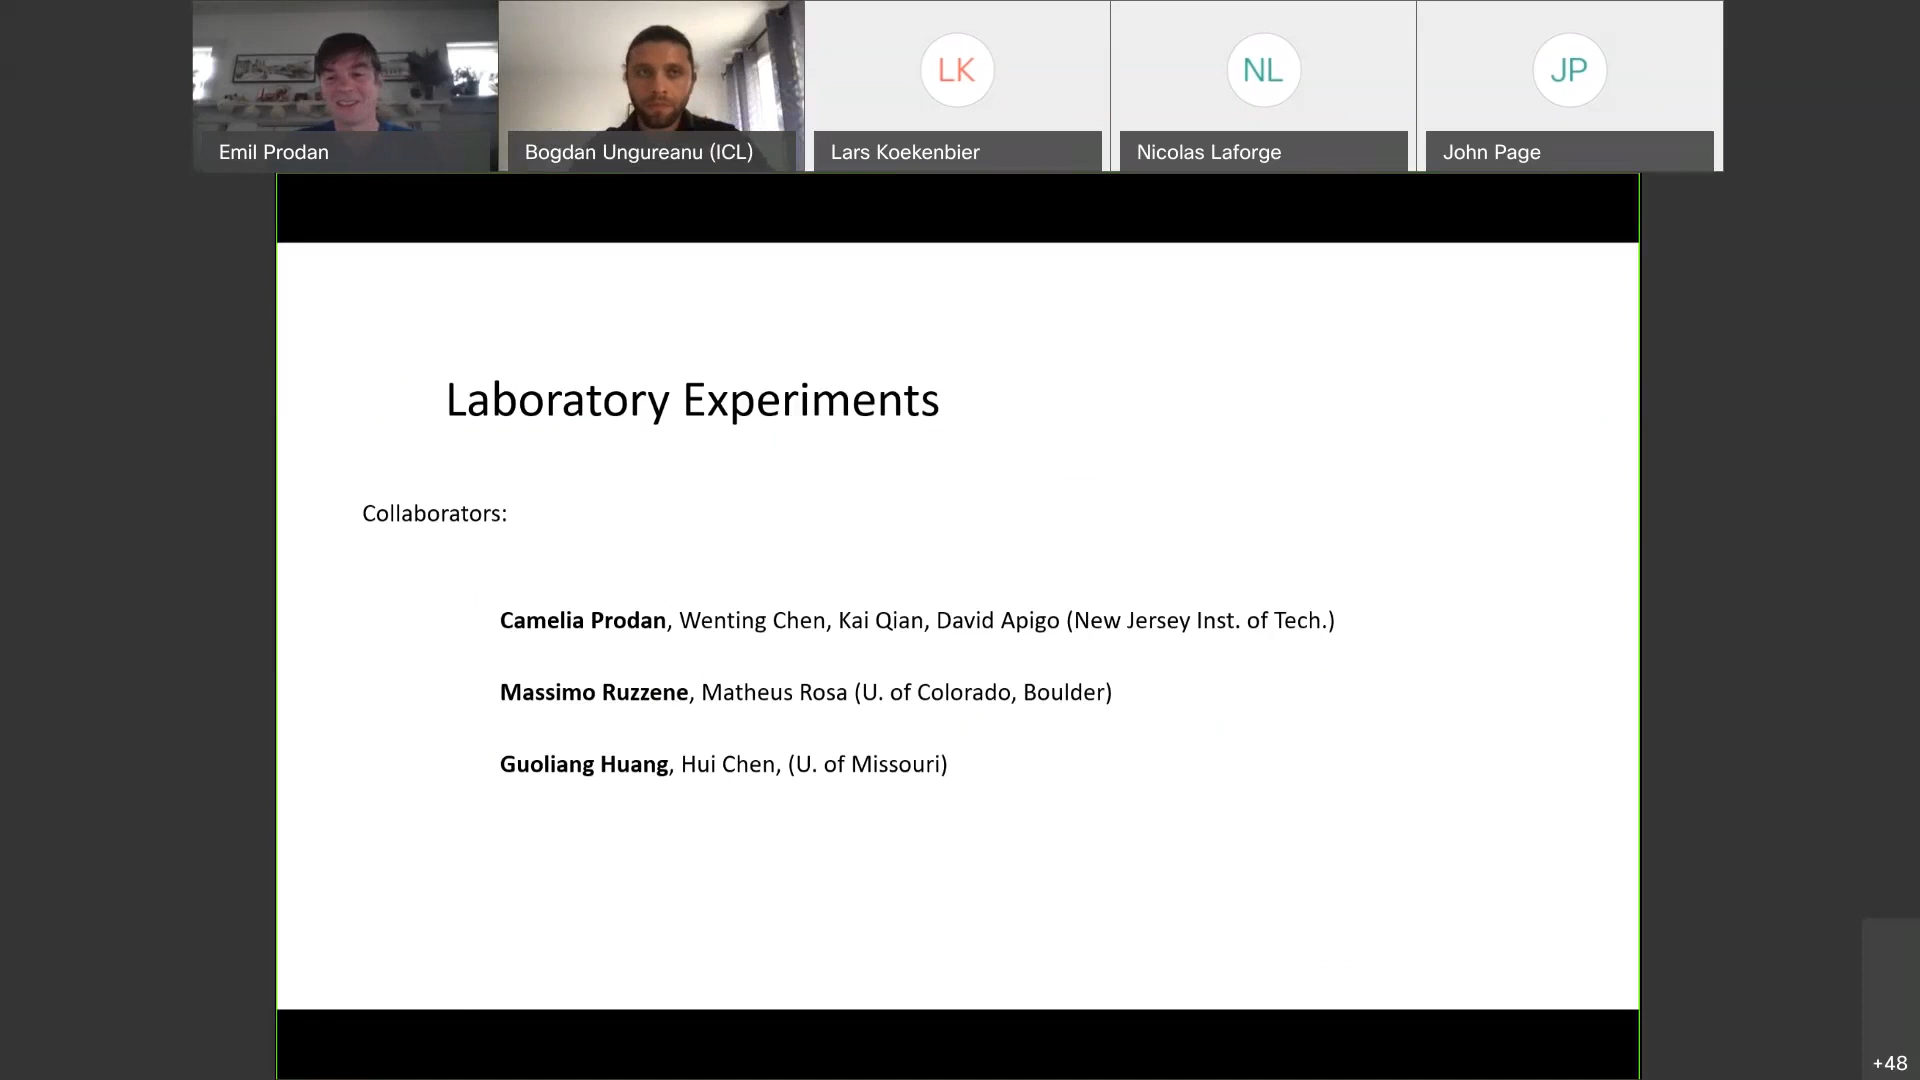 LK
NL
JP
Emil Prodan
Bogdan Ungureanu (ICL)
Lars Koekenbier
Nicolas Laforge
John Page
Laboratory Experiments
Collaborators:
Camelia Prodan, Wenting Chen, Kai Qian, David Apigo (New Jersey Inst. of Tech.)
Massimo Ruzzene, Matheus Rosa (U. of Colorado, Boulder)
Guoliang Huang, Hui Chen, (U. of Missouri)
+48